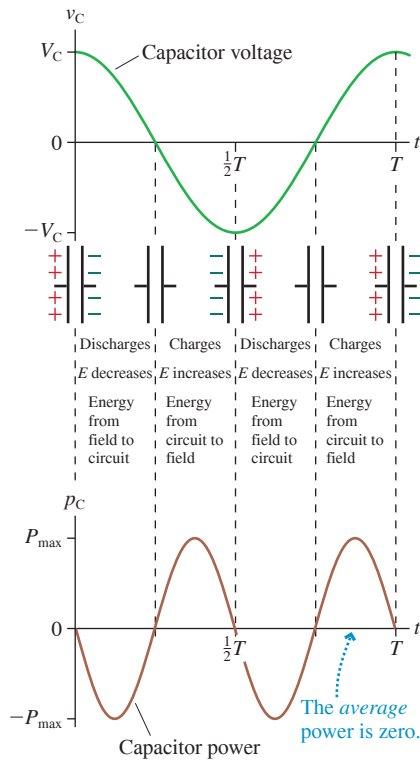 v_C
V_C
Capacitor voltage
0
t
1/2 T
T
−V_C
+ − − + + −
+ − − + + −
+ − − + + −
+ − − + + −
Discharges Charges Discharges Charges
E decreases E increases E decreases E increases
Energy Energy Energy Energy
from from from from
field to circuit to field to circuit to
circuit field circuit field
p_C
P_max
0
t
1/2 T
T
−P_max
Capacitor power
The average
power is zero.